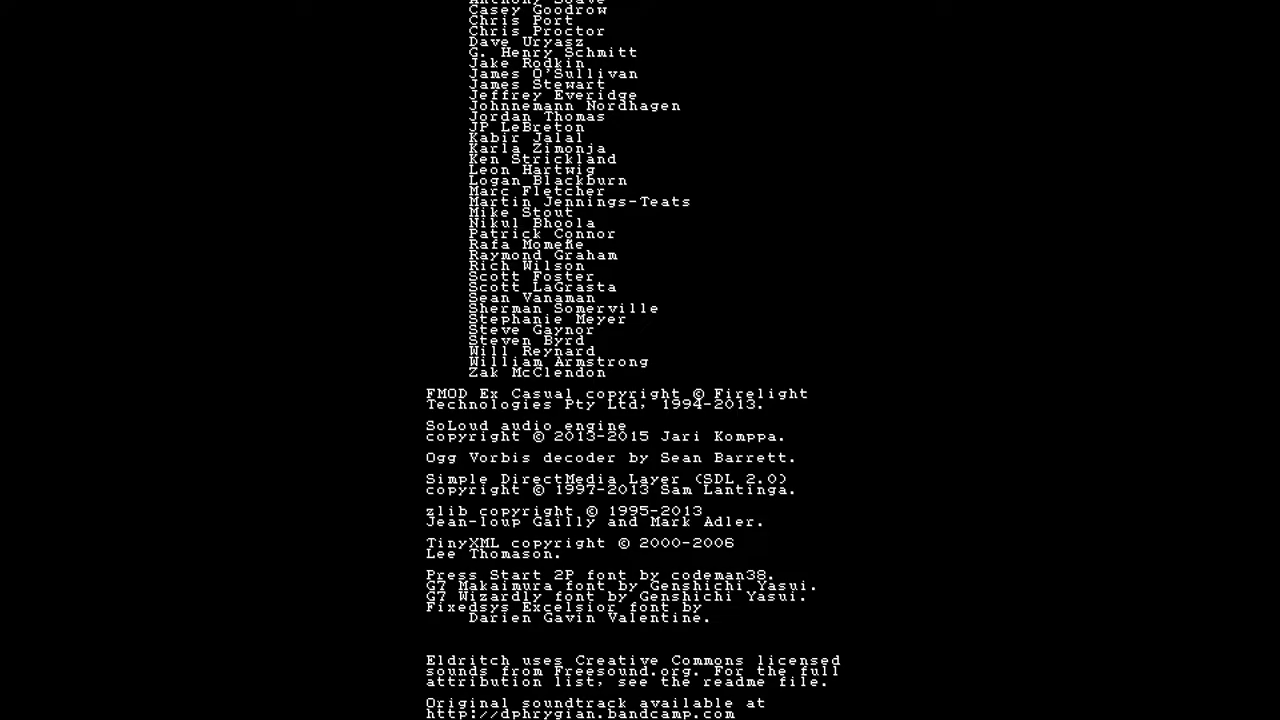 Anthony Soave
Casey Goodrow
Chris Port
Chris Proctor
Dave Uryasz
G. Henry Schmitt
Jake Rodkin
James O'Sullivan
James Stewart
Jeffrey Everidge
Johnnemann Nordhagen
Jordan Thomas
JP LeBreton
Kabir Jalal
Karla Zimonja
Ken Strickland
Leon Hartwig
Logan Blackburn
Marc Fletcher
Martin Jennings-Teats
Mike Stout
Nikul Bhoola
Patrick Connor
Rafa
Raymond Graham
Rich Wilson
Scott Foster
Scott LaGrasta
Sean Vanaman
Sherman Somerville
Stephanie Meyer
Steve Gaynor
Steven Byrd
Will Reynard
William Armstrong
Zak McClendon
FMOD Ex Casual copyright © Firelight
Technologies Pty Ltd, 1994-2013.
SoLoud audio engine
copyright © 2013-2015 Jari Komppa.
Ogg Vorbis decoder by Sean Barrett.
Simple DirectMedia Layer (SDL 2.0)
copyright © 1997-2013 Sam Lantinga.
zlib copyright © 1995-2013
Jean-loup Gailly and Mark Adler.
TinyXML copyright © 2000-2006
Lee Thomason.
Press Start 2P font by codeman38.
G7 Makaimura font by Genshichi Yasui.
G7 Wizardly font by Genshichi Yasui.
Fixedsys Excelsior font by
Darien Gavin Valentine.
Eldritch uses Creative Commons licensed
sounds from Freesound.org. For the full
attribution list, see the readme file.
Original soundtrack available at
http://dphrygian.bandcamp.com